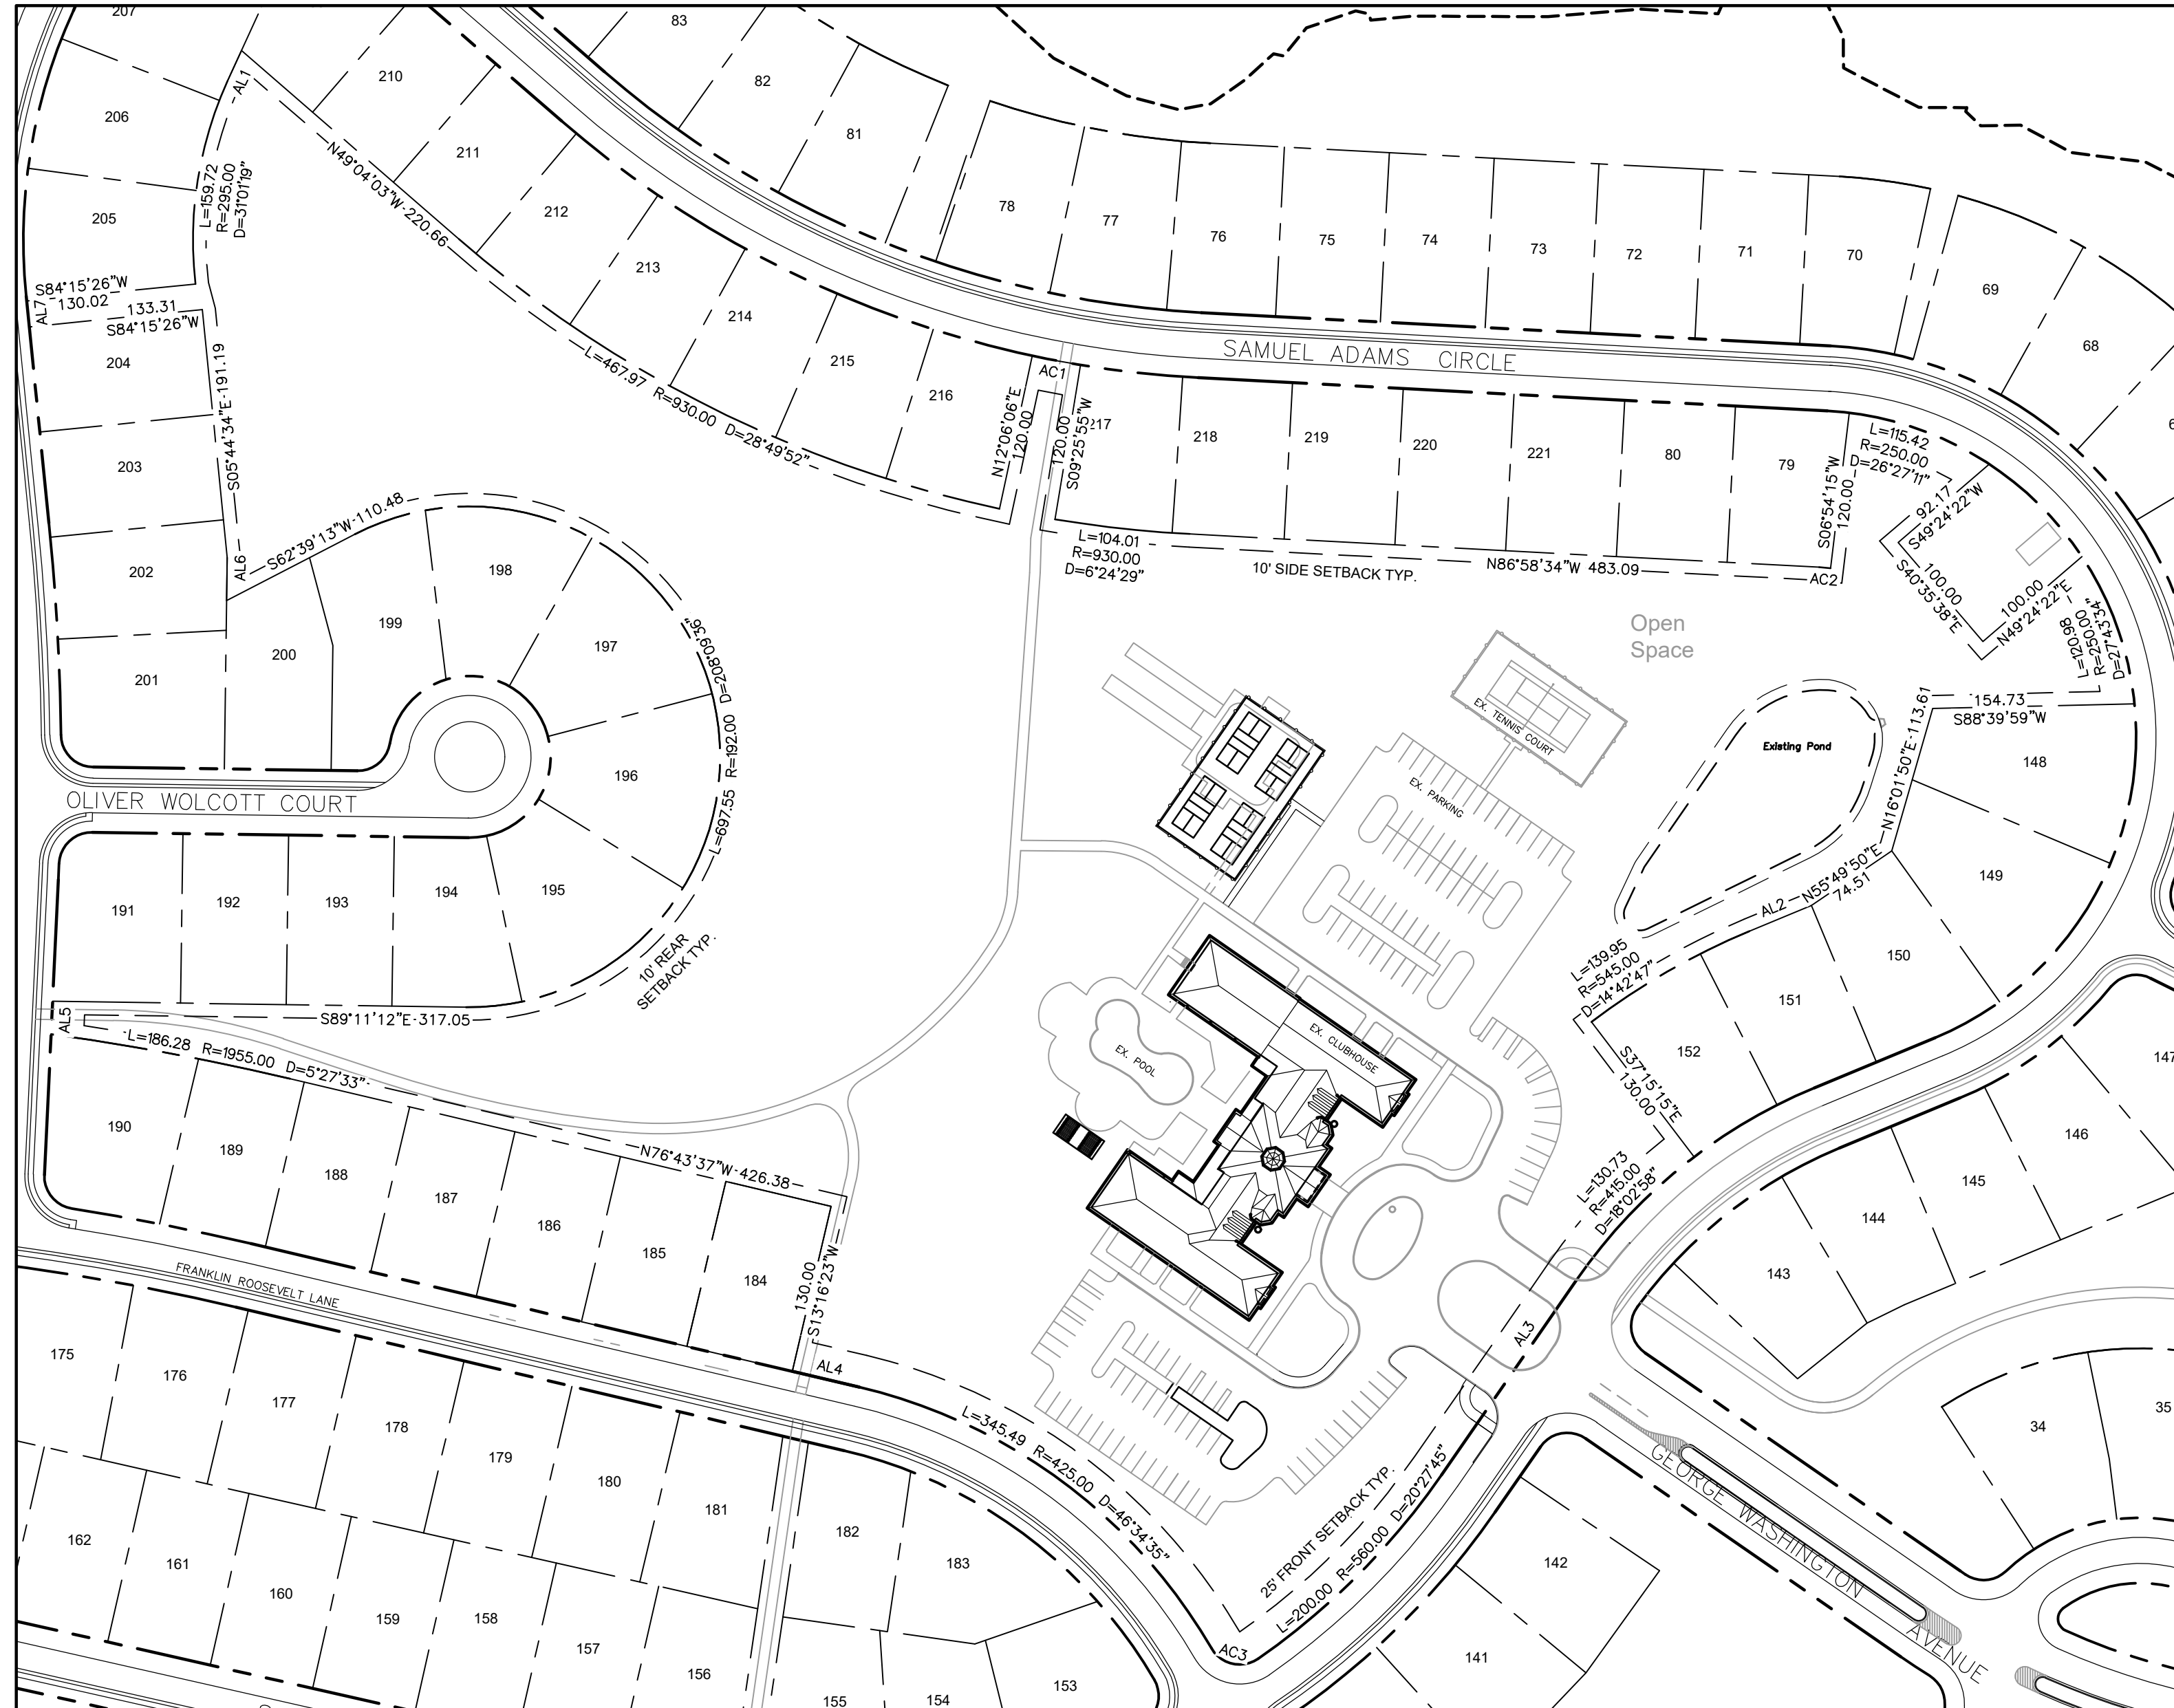 207
83
210
82
81
206
211
78
77
76
75
74
73
72
71
70
69
68
205
212
213
214
215
216
AL1
L=159.72
R=295.00
D=31°01'19"
N49°04'03"W-220.66
S84°15'26"W
130.02
AL7
133.31
S84°15'26"W
204
203
202
201
S05°44'34"E-191.19
AL6
S62°39'13"W-110.48
L=467.97 R=930.00 D=28°49'52"
SAMUEL ADAMS CIRCLE
AC1
N12°06'06"E
120.00
120.00
S09°25'55"W
217
218
219
220
221
80
79
S06°54'15"W
120.00
L=115.42
R=250.00
D=26°27'11"
92.17
S49°24'22"W
100.00
S40°35'38"E
100.00
N49°24'22"E
L=120.98
R=250.00
D=27°43'34"
L=104.01
R=930.00
D=6°24'29"
10' SIDE SETBACK TYP.
N86°58'34"W 483.09
AC2
Open
Space
200
199
198
197
196
195
L=697.55 R=192.00 D=208°09'36"
OLIVER WOLCOTT COURT
191
192
193
194
10' REAR
SETBACK TYP.
S89°11'12"E-317.05
AL5
L=186.28 R=1955.00 D=5°27'33"
EX. TENNIS COURT
EX. PARKING
Existing Pond
154.73
S88°39'59"W
N16°01'50"E-113.61
148
149
N55°49'50"E
74.51
AL2
150
151
152
L=139.95
R=545.00
D=14°42'47"
S37°15'15"E
130.00
EX. CLUBHOUSE
EX. POOL
190
189
188
187
186
185
184
N76°43'37"W-426.38
130.00
S13°16'23"W
AL4
FRANKLIN ROOSEVELT LANE
L=130.73
R=415.00
D=18°02'58"
AL3
147
146
145
144
143
175
176
177
178
179
180
181
182
183
L=345.49 R=425.00 D=46°34'35"
25' FRONT SETBACK TYP.
L=200.00 R=560.00 D=20°27'45"
AC3
GEORGE WASHINGTON AVENUE
34
35
142
141
162
161
160
159
158
157
156
155
154
153